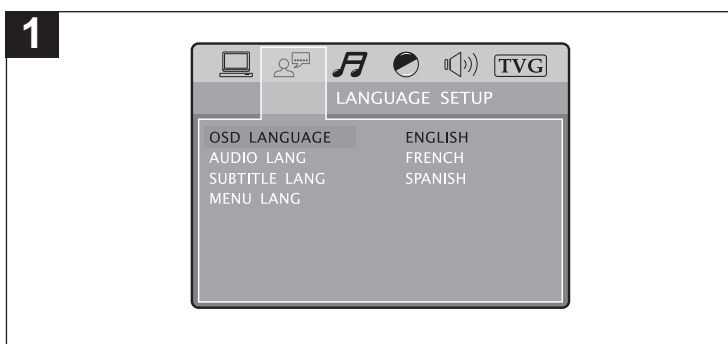 1
TVG
LANGUAGE SETUP
OSD LANGUAGE ENGLISH
AUDIO LANG FRENCH
SUBTITLE LANG SPANISH
MENU LANG